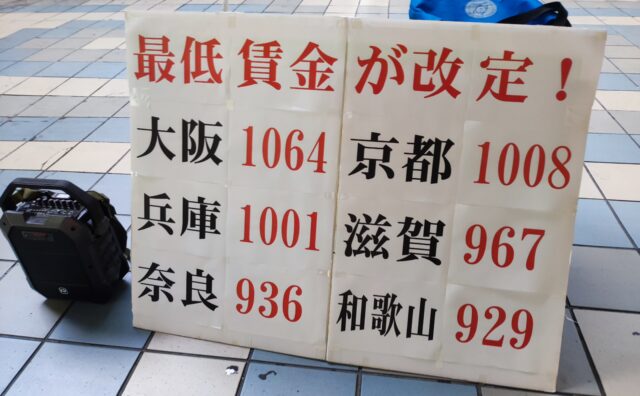 最低賃金が改定！
大阪 1064 京都 1008
兵庫 1001 滋賀 967
奈良 936 和歌山 929